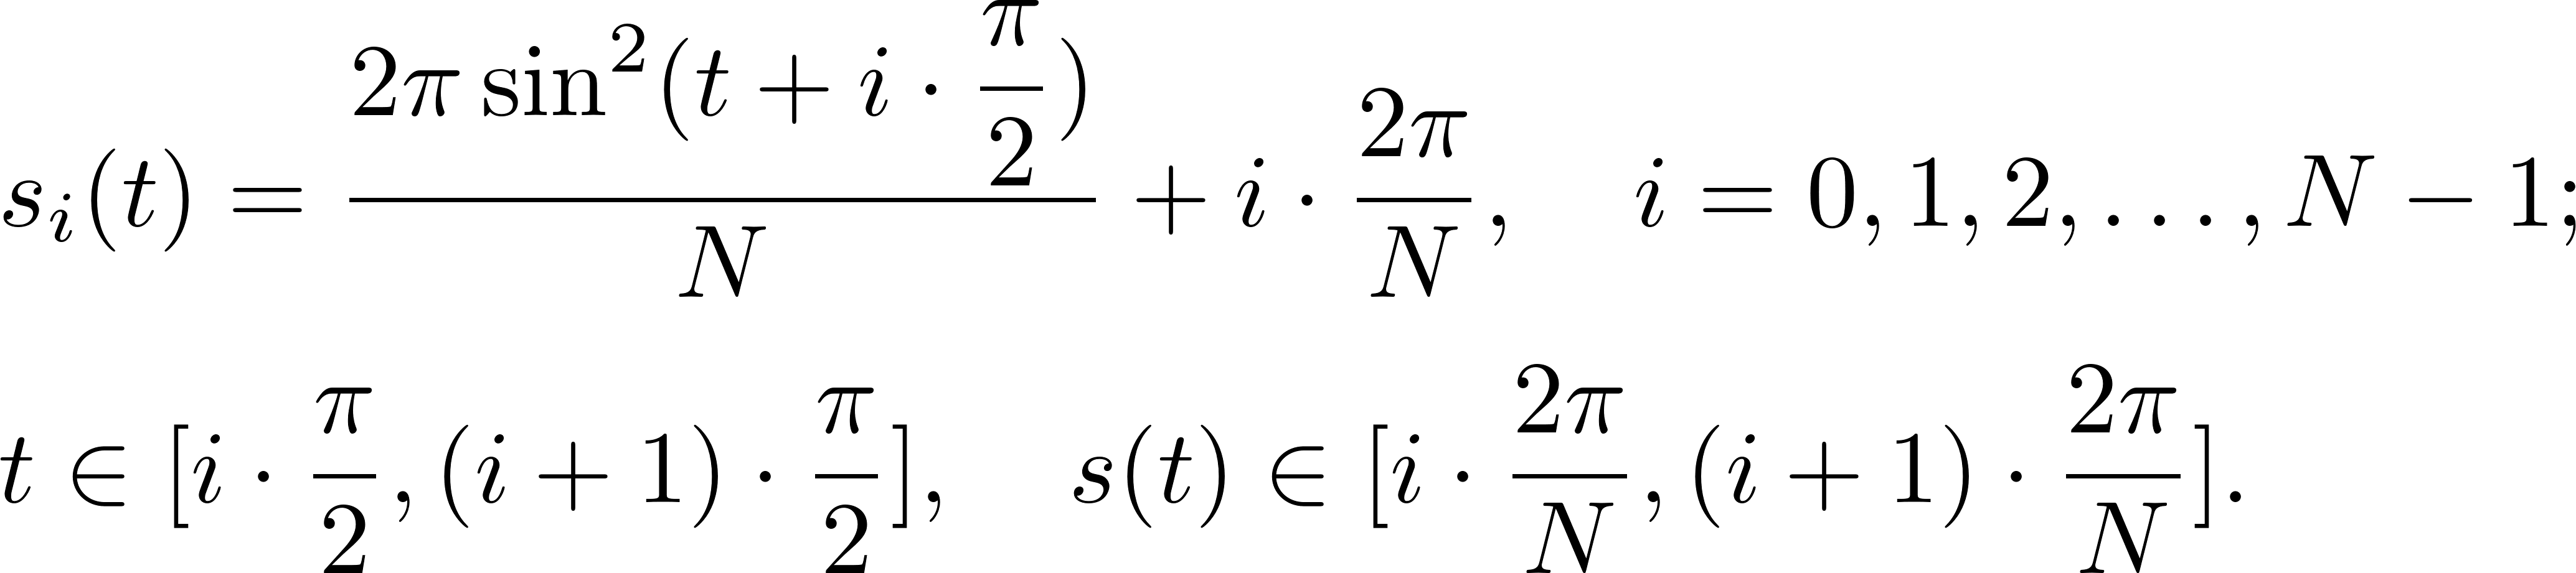 s_i(t) = \frac{2\pi \sin^2(t + i \cdot \frac{\pi}{2})}{N} + i \cdot \frac{2\pi}{N}, \quad i = 0, 1, 2, \ldots, N - 1;
t \in [i \cdot \frac{\pi}{2}, (i + 1) \cdot \frac{\pi}{2}], \quad s(t) \in [i \cdot \frac{2\pi}{N}, (i + 1) \cdot \frac{2\pi}{N}].